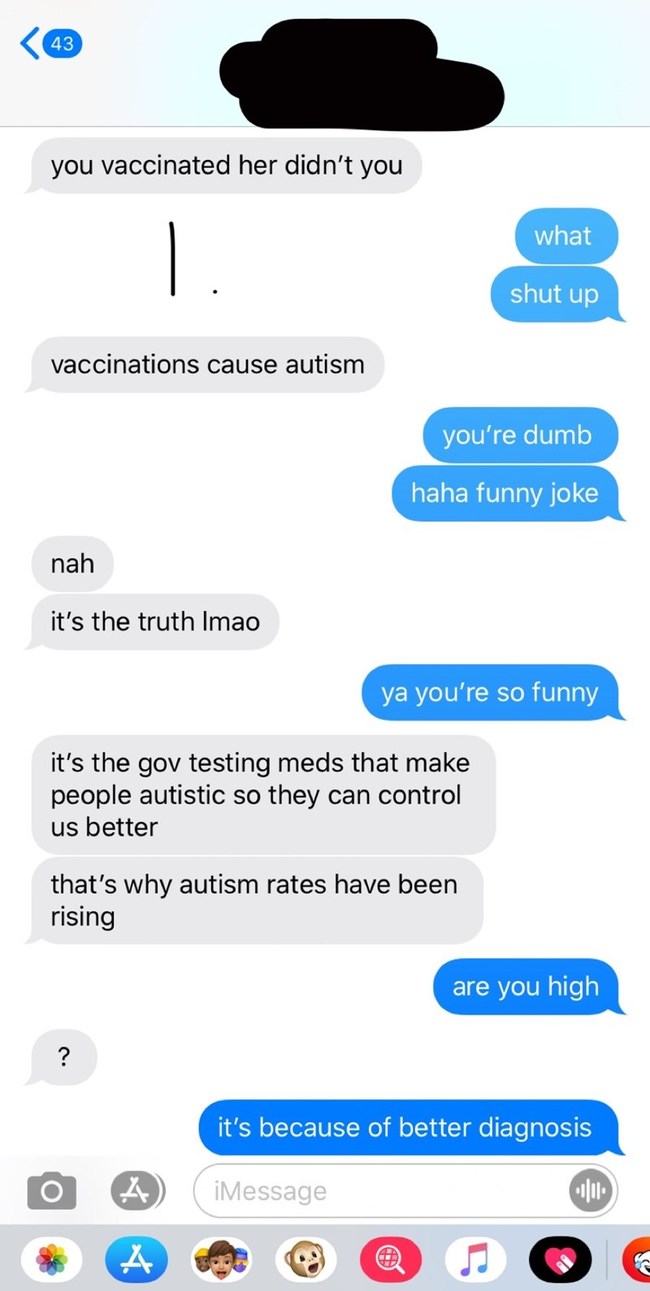 43
you vaccinated her didn’t you
what
1.
shut up
vaccinations cause autism
you’re dumb
haha funny joke
nah
it’s the truth lmao
ya you’re so funny
it’s the gov testing meds that make
people autistic so they can control
us better
that’s why autism rates have been
rising
are you high
?
it’s because of better diagnosis
iMessage